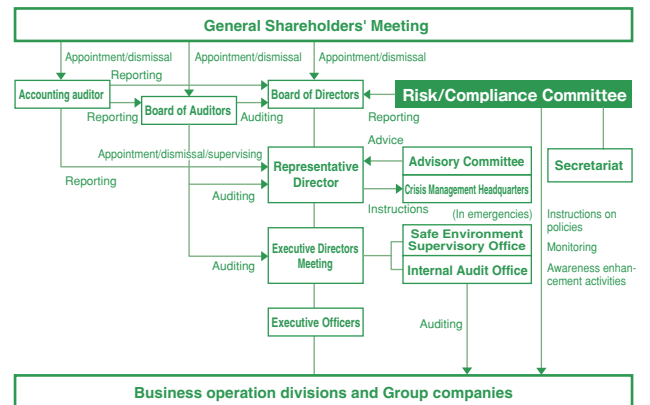 General Shareholders' Meeting
Appointment/dismissal
Appointment/dismissal
Appointment/dismissal
Reporting
Accounting auditor
Board of Auditors
Board of Directors
Risk/Compliance Committee
Reporting
Auditing
Reporting
Advice
Appointment/dismissal/supervising
Reporting
Representative
Director
Advisory Committee
Crisis Management Headquarters
Secretariat
Auditing
Instructions
(In emergencies)
Instructions on
policies
Monitoring
Awareness enhan-
cement activities
Executive Directors
Meeting
Safe Environment
Supervisory Office
Internal Audit Office
Auditing
Executive Officers
Auditing
Business operation divisions and Group companies